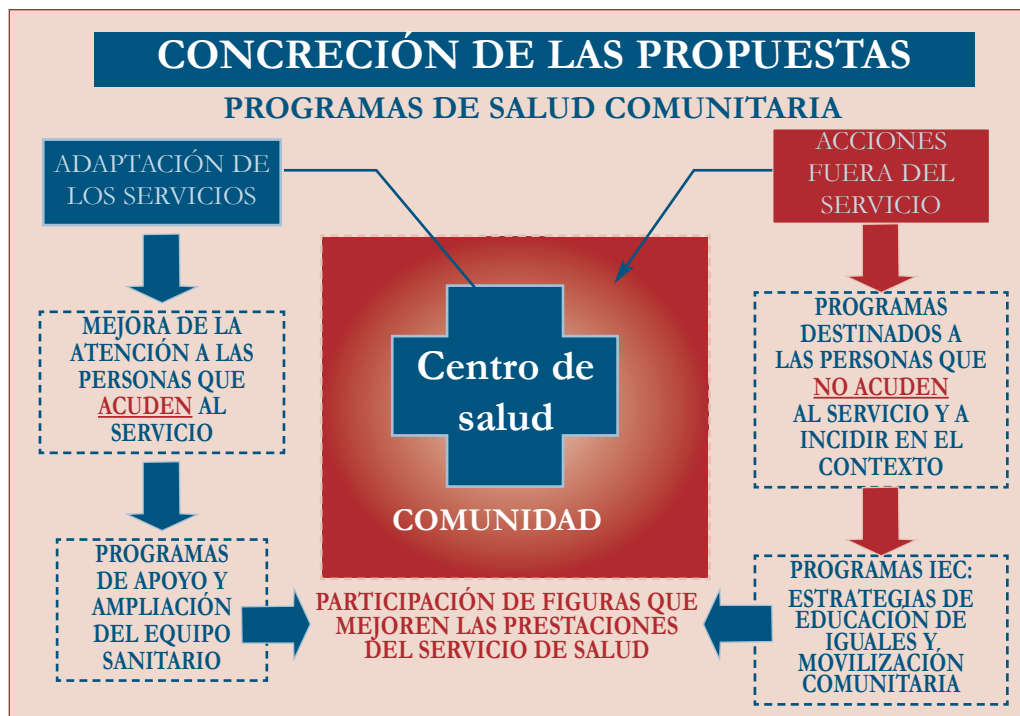 CONCRECIÓN DE LAS PROPUESTAS
PROGRAMAS DE SALUD COMUNITARIA
ADAPTACIÓN DE
LOS SERVICIOS
MEJORA DE LA
ATENCIÓN A LAS
PERSONAS QUE
ACUDEN AL
SERVICIO
PROGRAMAS
DE APOYO Y
AMPLIACIÓN
DEL EQUIPO
SANITARIO
Centro de
salud
COMUNIDAD
PARTICIPACIÓN DE FIGURAS QUE
MEJOREN LAS PRESTACIONES
DEL SERVICIO DE SALUD
ACCIONES
FUERA DEL
SERVICIO
PROGRAMAS
DESTINADOS A
LAS PERSONAS QUE
NO ACUDEN
AL SERVICIO Y A
INCIDIR EN EL
CONTEXTO
PROGRAMAS IEC:
ESTRATEGIAS DE
EDUCACIÓN DE
IGUALES Y
MOVILIZACIÓN
COMUNITARIA